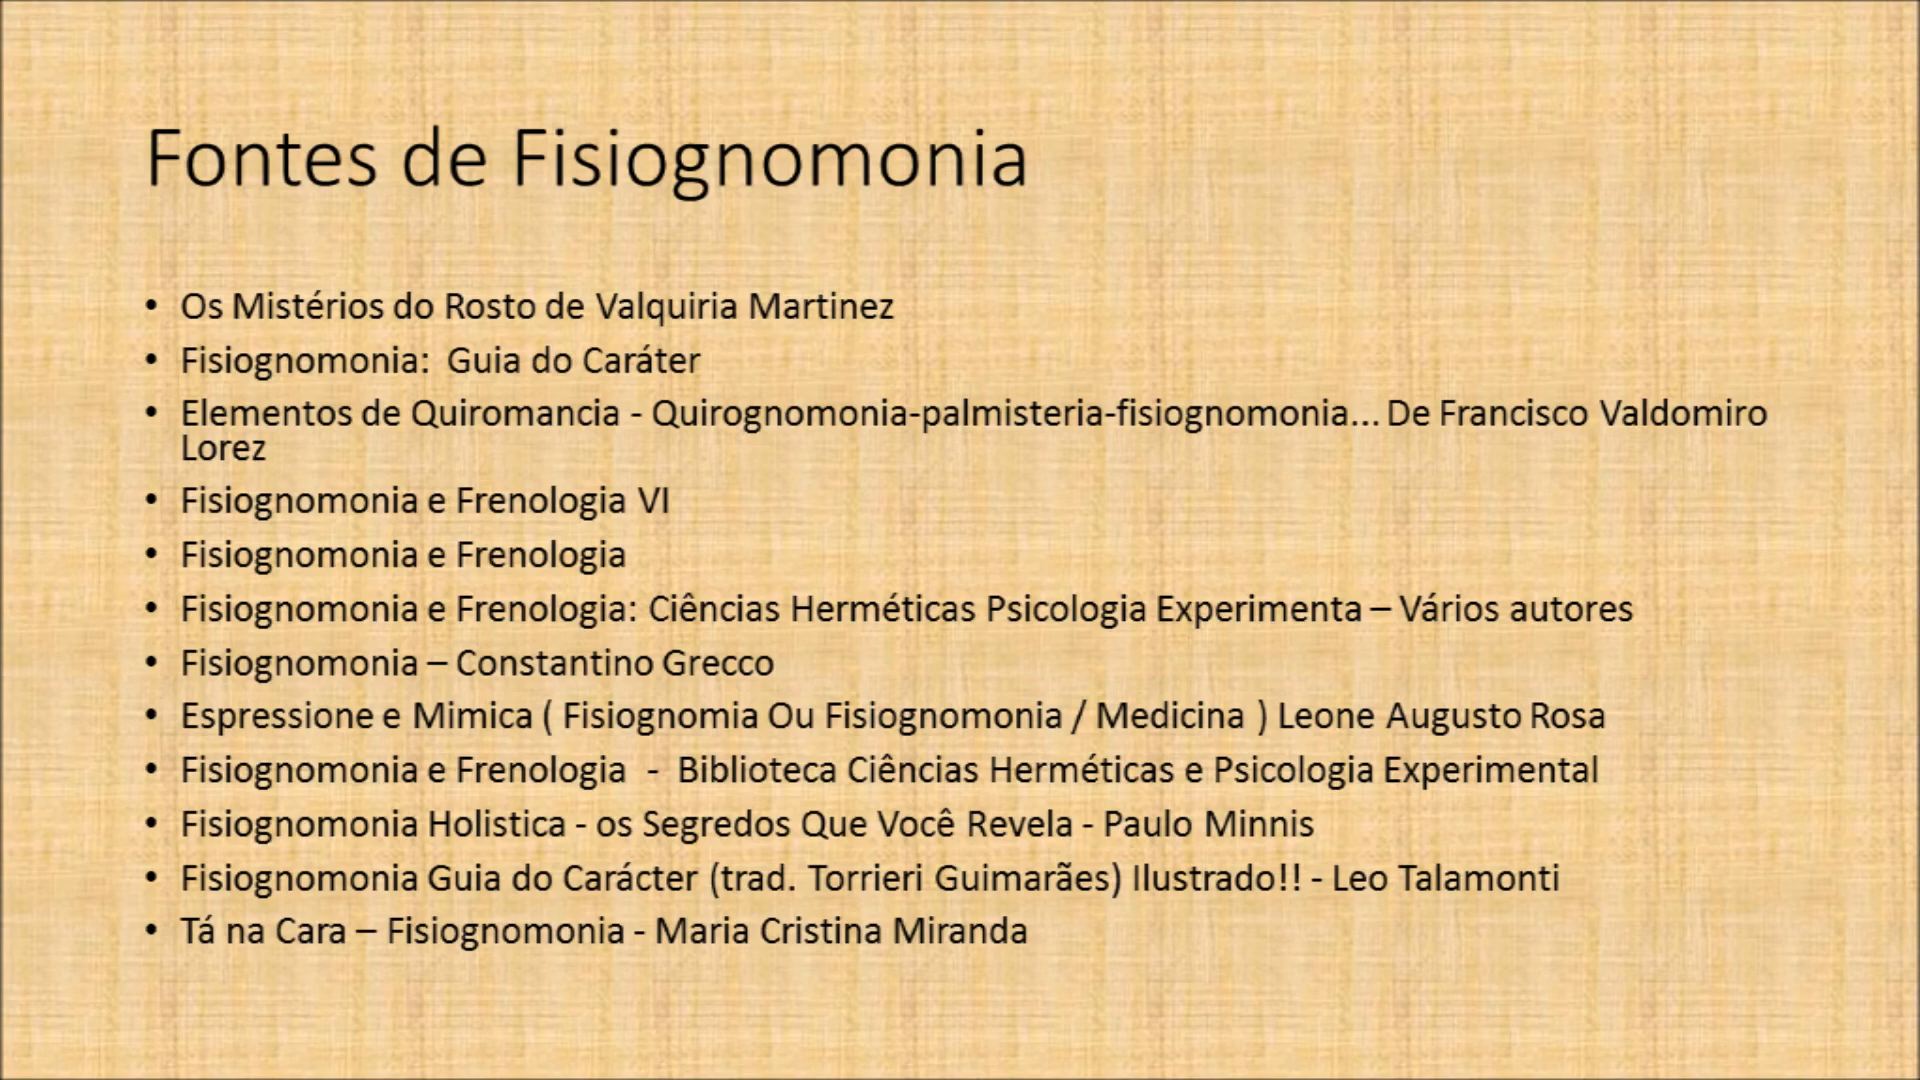 Fontes de Fisiognomonia
• Os Mistérios do Rosto de Valquiria Martinez
• Fisiognomonia:  Guia do Caráter
• Elementos de Quiromancia - Quirognomonia-palmisteria-fisiognomonia... De Francisco Valdomiro
Lorez
• Fisiognomonia e Frenologia VI
• Fisiognomonia e Frenologia
• Fisiognomonia e Frenologia: Ciências Herméticas Psicologia Experimenta – Vários autores
• Fisiognomonia – Constantino Grecco
• Espressione e Mimica ( Fisiognomia Ou Fisiognomonia / Medicina ) Leone Augusto Rosa
• Fisiognomonia e Frenologia  -  Biblioteca Ciências Herméticas e Psicologia Experimental
• Fisiognomonia Holistica - os Segredos Que Você Revela - Paulo Minnis
• Fisiognomonia Guia do Carácter (trad. Torrieri Guimarães) Ilustrado!! - Leo Talamonti
• Tá na Cara – Fisiognomonia - Maria Cristina Miranda